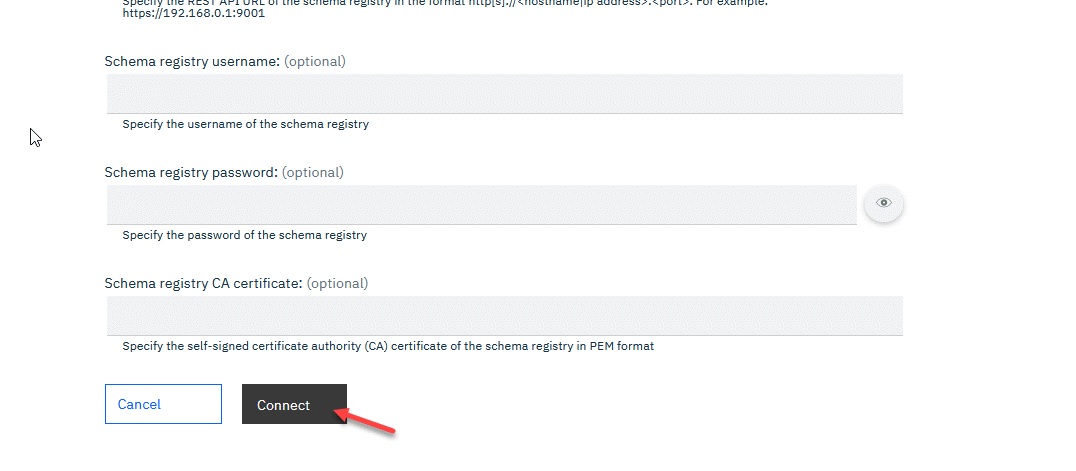 Specify the REST API URL of the schema registry in the format http[s]://<hostname|ip address>:<port>. For example:
https://192.168.0.1:9001
Schema registry username: (optional)
Specify the username of the schema registry
Schema registry password: (optional)
Specify the password of the schema registry
Schema registry CA certificate: (optional)
Specify the self-signed certificate authority (CA) certificate of the schema registry in PEM format
Cancel
Connect